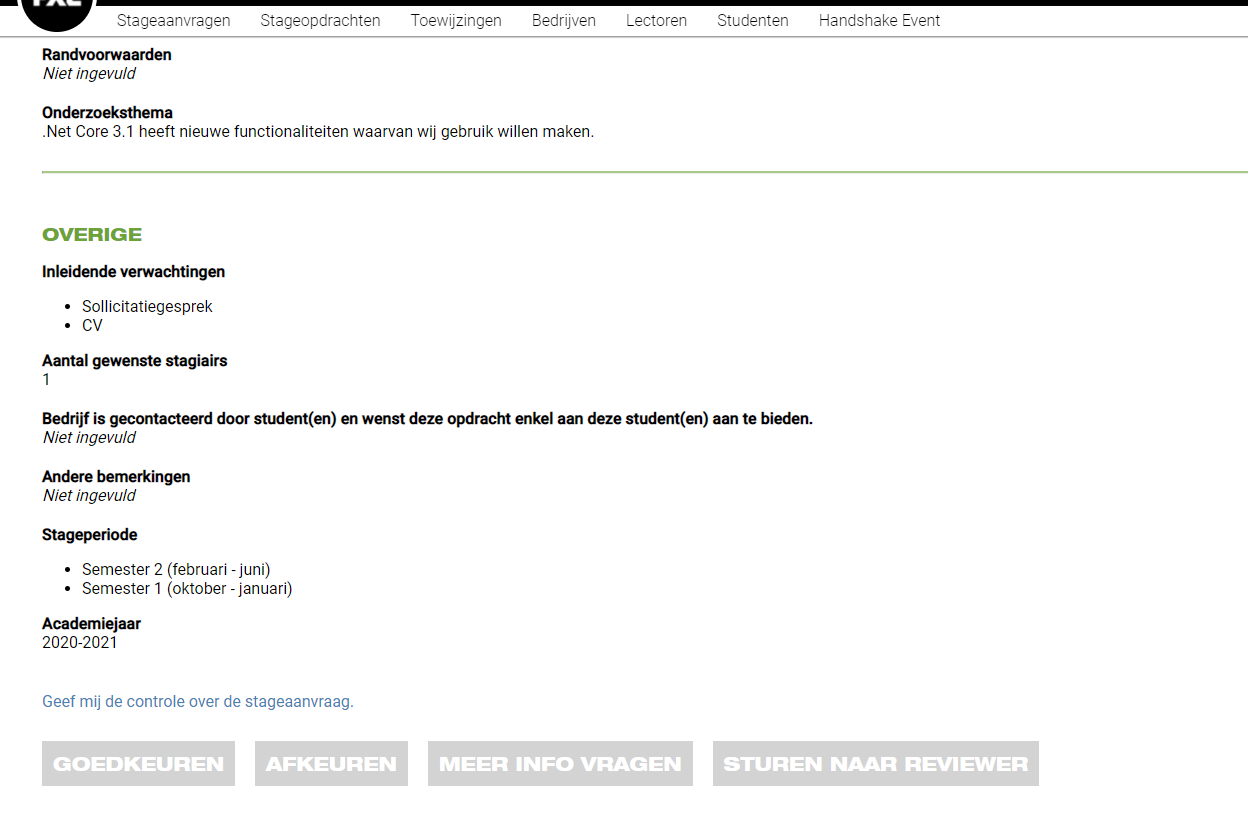 PXL
Stageaanvragen Stageopdrachten Toewijzingen Bedrijven Lectoren Studenten Handshake Event
Randvoorwaarden
Niet ingevuld
Onderzoeksthema
.Net Core 3.1 heeft nieuwe functionaliteiten waarvan wij gebruik willen maken.
OVERIGE
Inleidende verwachtingen
Sollicitatiegesprek
CV
Aantal gewenste stagiairs
1
Bedrijf is gecontacteerd door student(en) en wenst deze opdracht enkel aan deze student(en) aan te bieden.
Niet ingevuld
Andere bemerkingen
Niet ingevuld
Stageperiode
Semester 2 (februari - juni)
Semester 1 (oktober - januari)
Academiejaar
2020-2021
Geef mij de controle over de stageaanvraag.
GOEDKEUREN AFKEUREN MEER INFO VRAGEN STUREN NAAR REVIEWER